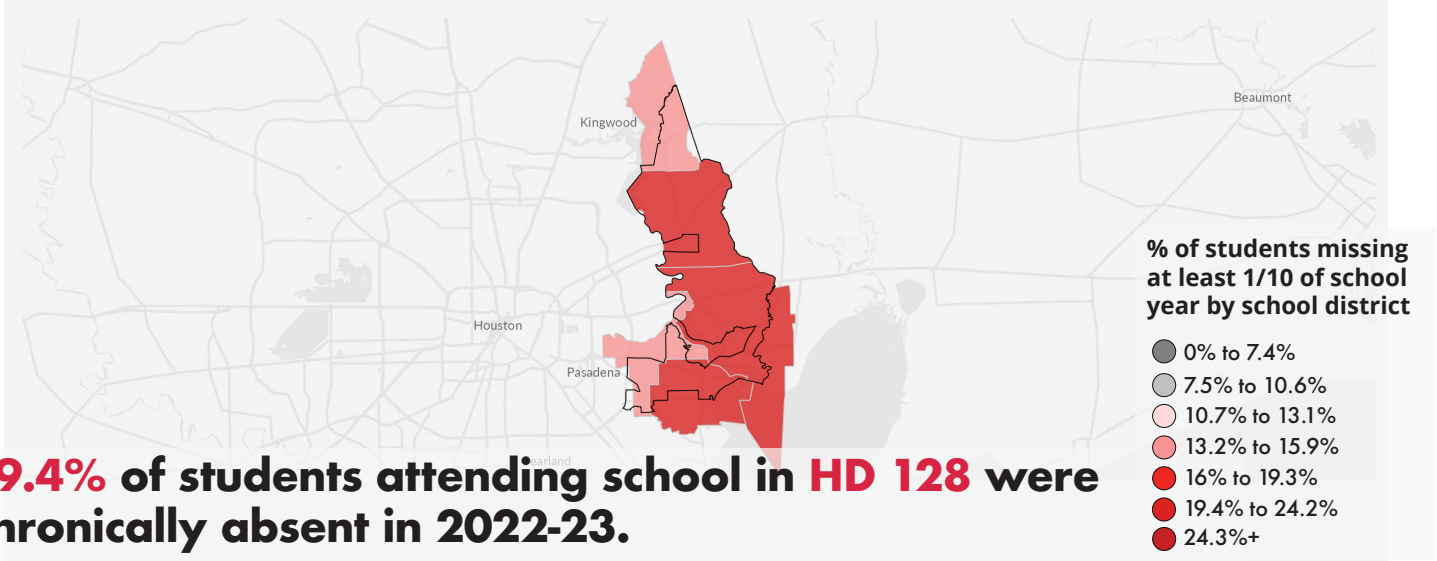 Beaumont
Kingwood
Houston
Pasadena
earland
% of students missing
at least 1/10 of school
year by school district
0% to 7.4%
7.5% to 10.6%
10.7% to 13.1%
13.2% to 15.9%
16% to 19.3%
19.4% to 24.2%
24.3%+
9.4% of students attending school in HD 128 were
hronically absent in 2022-23.